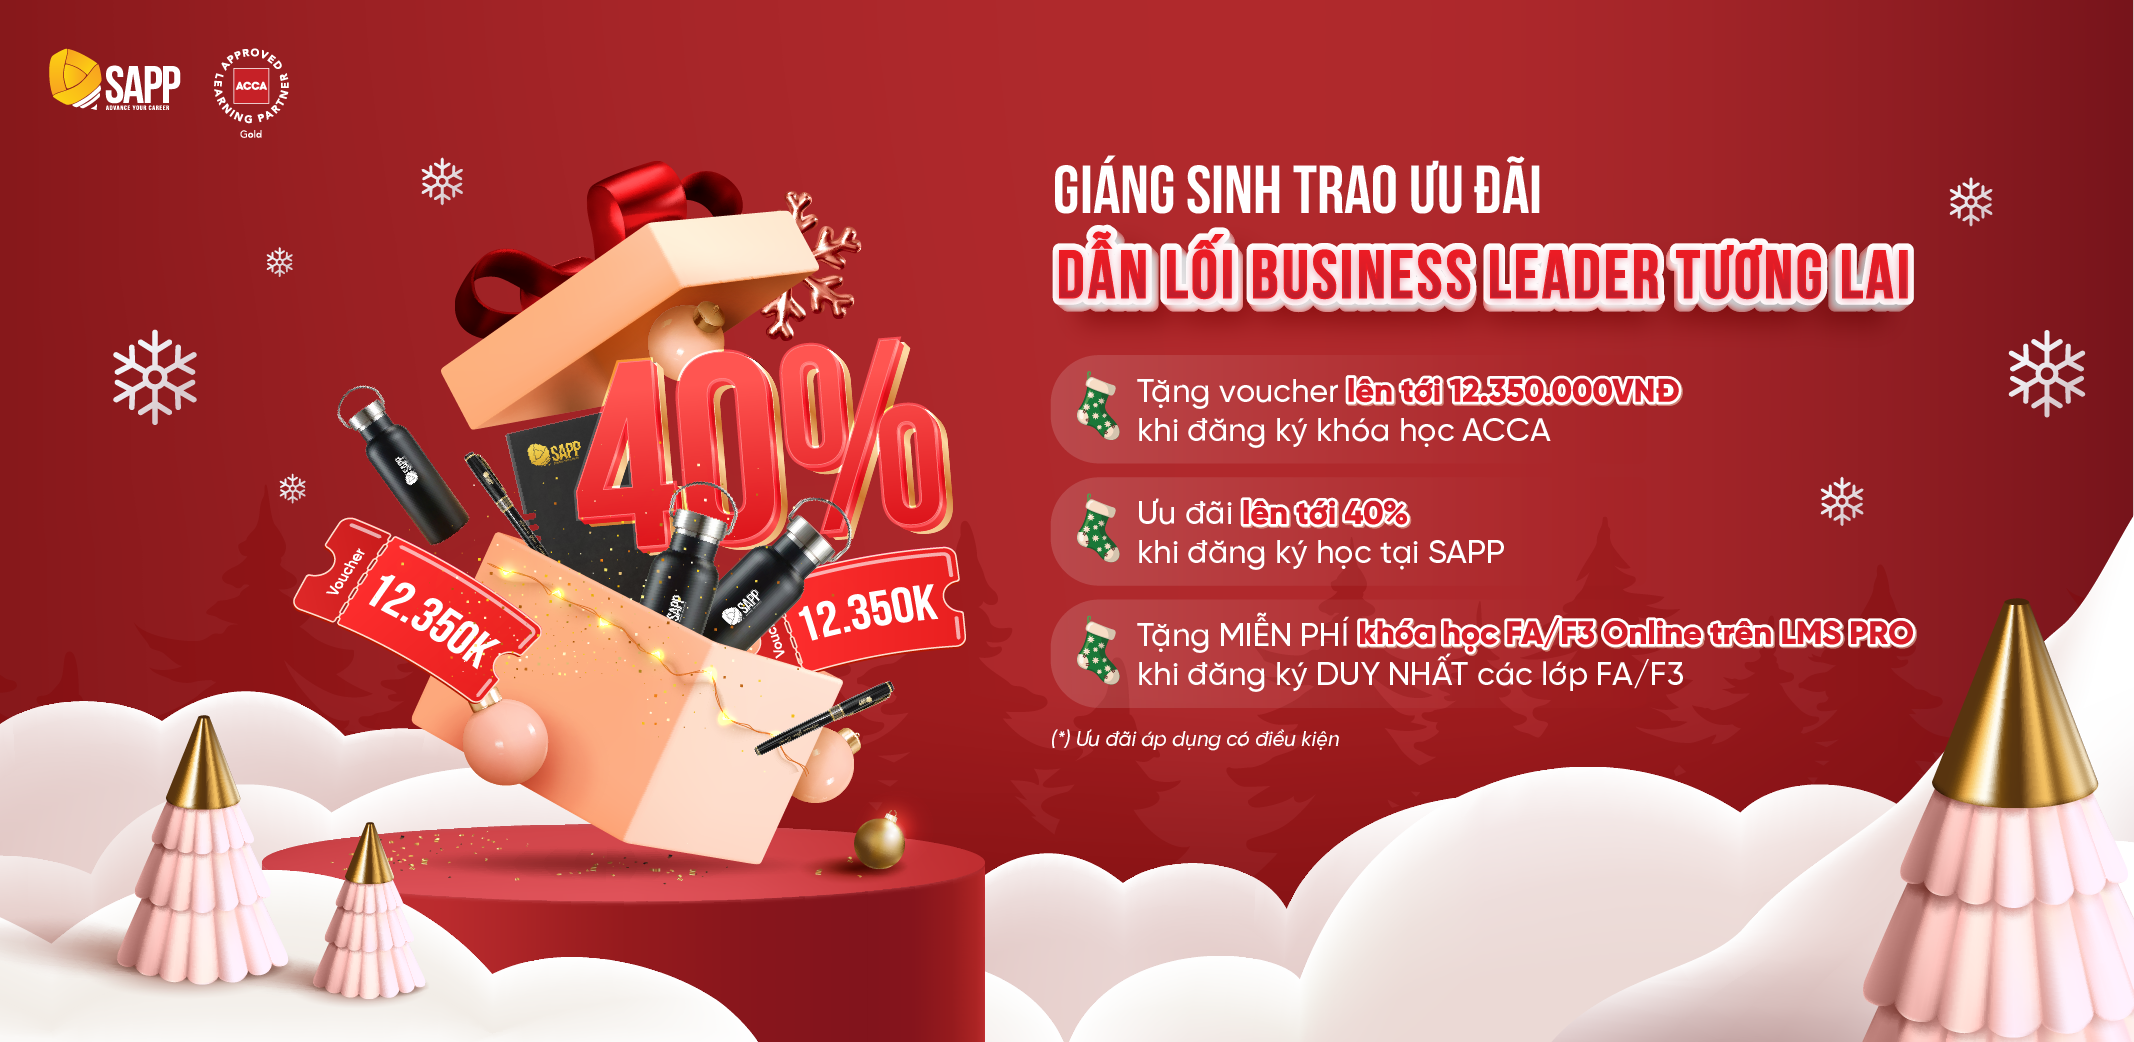 SAPP
ADVANCE YOUR CAREER
APPROVED LEARNING PARTNER
ACCA
Gold
GIÁNG SINH TRAO ƯU ĐÃI
DẪN LỐI BUSINESS LEADER TƯƠNG LAI
Tặng voucher lên tới 12.350.000VNĐ
khi đăng ký khóa học ACCA
Ưu đãi lên tới 40%
khi đăng ký học tại SAPP
Tặng MIỄN PHÍ khóa học FA/F3 Online trên LMS PRO
khi đăng ký DUY NHẤT các lớp FA/F3
(*) Ưu đãi áp dụng có điều kiện
40%
SAPP
SAPP
SAPP
SAPP
Voucher
12.350K
Vouc
12.350K